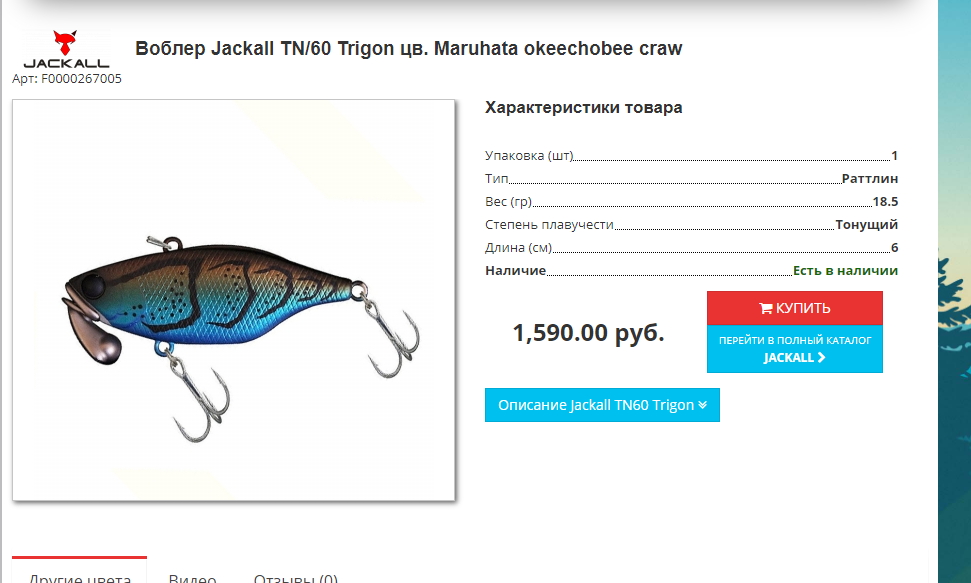 JACKALL
Воблер Jackall TN/60 Trigon цв. Maruhata okeechobee craw
Арт: F0000267005
Характеристики товара
Упаковка (шт) 1
Тип Раттлин
Вес (гр) 18.5
Степень плавучести Тонущий
Длина (см) 6
Наличие Есть в наличии
1,590.00 руб.
КУПИТЬ
ПЕРЕЙТИ В ПОЛНЫЙ КАТАЛОГ
JACKALL
Описание Jackall TN60 Trigon
Другие цвета Видео Отзывы (0)